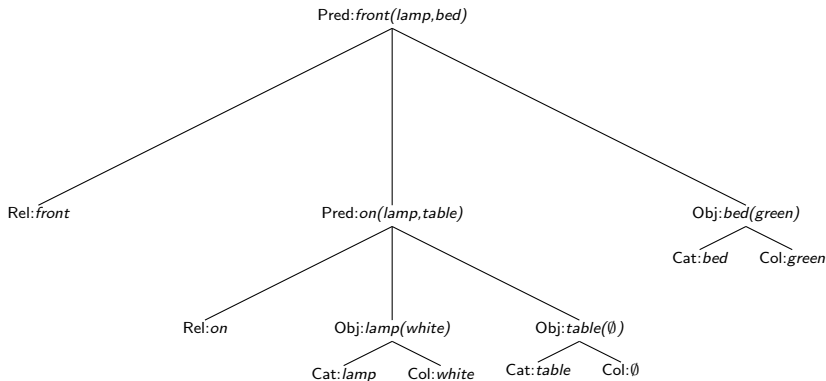 Pred:front(lamp,bed)
Rel:front
Pred:on(lamp,table)
Obj:bed(green)
Cat:bed
Col:green
Rel:on
Obj:lamp(white)
Obj:table(∅)
Cat:lamp
Col:white
Cat:table
Col:∅